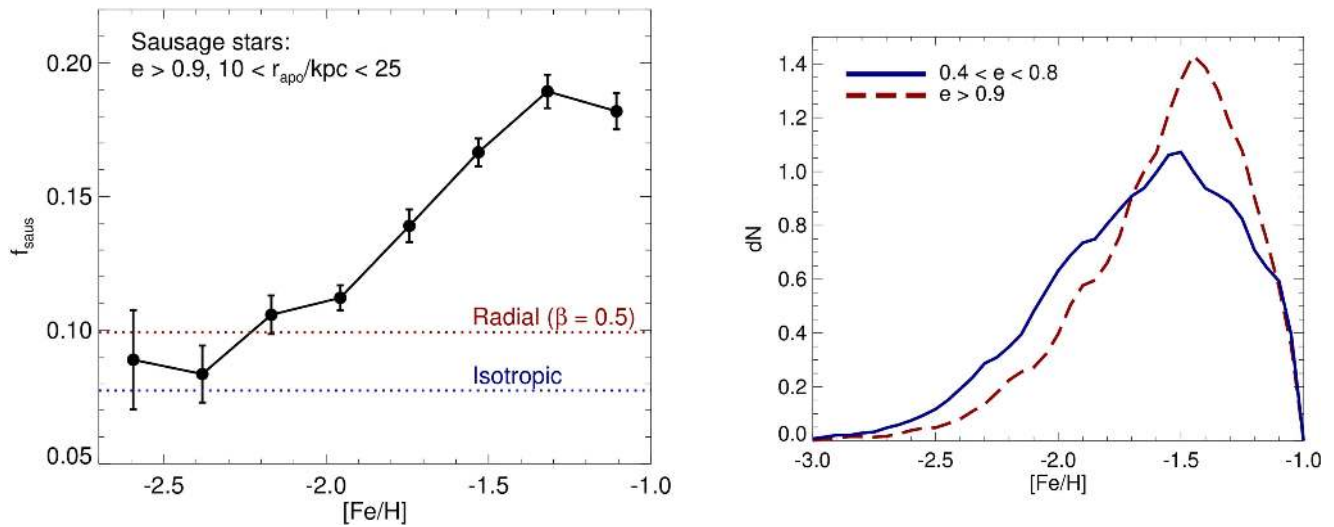 Sausage stars:
e > 0.9, 10 < r_apo/kpc < 25
0.20
0.15
0.10
0.05
f_saus
Radial (β = 0.5)
Isotropic
-2.5
-2.0
-1.5
-1.0
[Fe/H]
0.4 < e < 0.8
e > 0.9
1.4
1.2
1.0
0.8
0.6
0.4
0.2
0.0
dN
-3.0
-2.5
-2.0
-1.5
-1.0
[Fe/H]